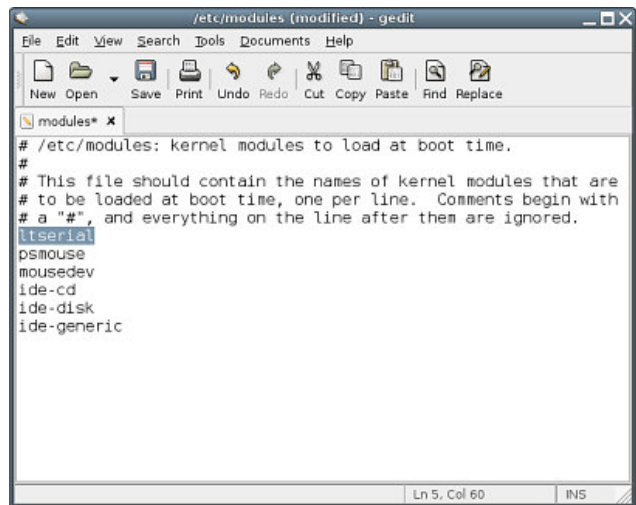 /etc/modules (modified) - gedit
File Edit View Search Tools Documents Help
New Open Save Print Undo Redo Cut Copy Paste Find Replace
modules*
# /etc/modules: kernel modules to load at boot time.
#
# This file should contain the names of kernel modules that are
# to be loaded at boot time, one per line.  Comments begin with
# a "#", and everything on the line after them are ignored.
ltserial
psmouse
mousedev
ide-cd
ide-disk
ide-generic
Ln 5, Col 60 INS